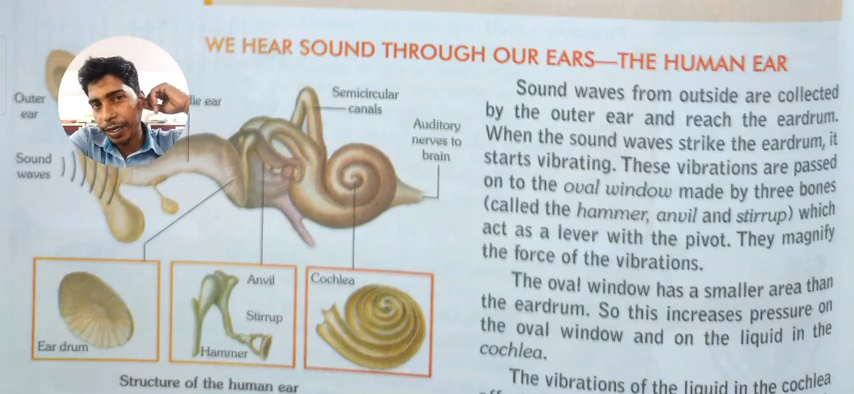 WE HEAR SOUND THROUGH OUR EARS—THE HUMAN EAR
Outer
ear
ear
Semicircular
canals
Auditory
nerves to
brain
Sound
waves
Ear drum
Anvil
Stirrup
Hammer
Cochlea
Structure of the human ear
Sound waves from outside are collected
by the outer ear and reach the eardrum.
When the sound waves strike the eardrum, it
starts vibrating. These vibrations are passed
on to the oval window made by three bones
(called the hammer, anvil and stirrup) which
act as a lever with the pivot. They magnify
the force of the vibrations.
The oval window has a smaller area than
the eardrum. So this increases pressure on
the oval window and on the liquid in the
cochlea.
The vibrations of the liquid in the cochlea